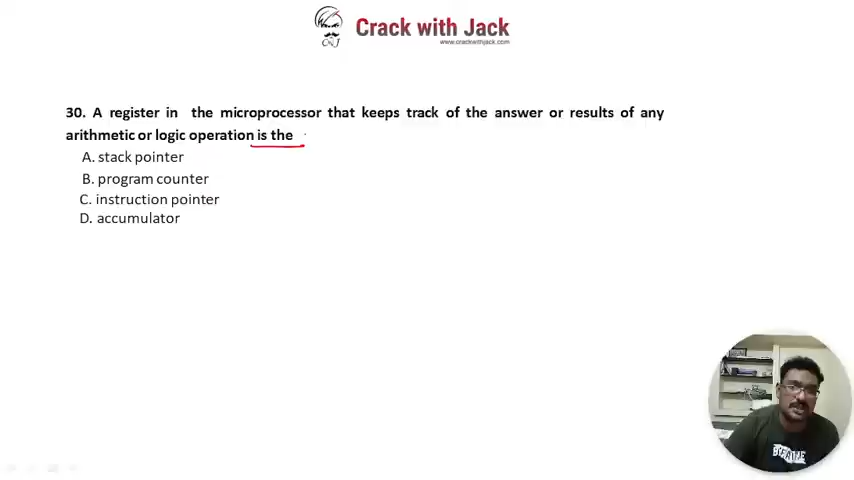 Crack with Jack
www.crackwithjack.com
CWJ
30. A register in the microprocessor that keeps track of the answer or results of any
arithmetic or logic operation is the
A. stack pointer
B. program counter
C. instruction pointer
D. accumulator